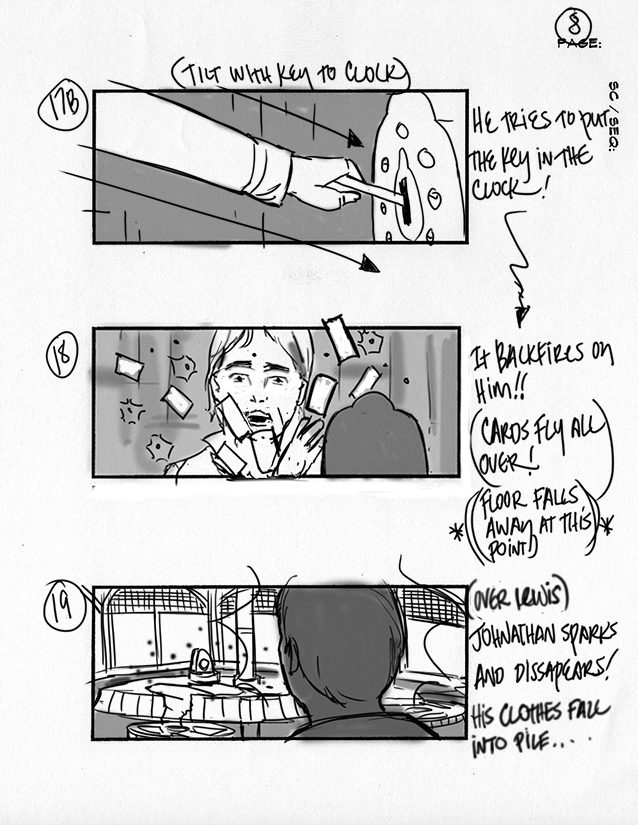 8
PAGE:
SC / SEQ:
(TILT WITH KEY TO CLOCK)
17B
HE TRIES TO PUT
THE KEY IN THE
CLOCK!
18
IT BACKFIRES ON
HIM!!
(CARDS FLY ALL
OVER!)
*(FLOOR FALLS
AWAY AT THIS
POINT!)*
19
(OVER LEWIS)
JOHNATHAN SPARKS
AND DISSAPEARS!
HIS CLOTHES FALL
INTO PILE....